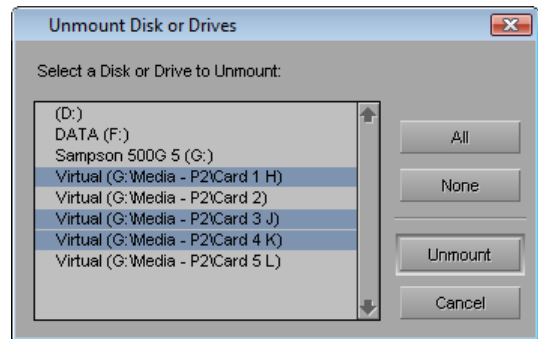 Unmount Disk or Drives
Select a Disk or Drive to Unmount:
(D:)
DATA (F:)
Sampson 500G 5 (G:)
Virtual (G:\Media - P2\Card 1 H)
Virtual (G:\Media - P2\Card 2)
Virtual (G:\Media - P2\Card 3 J)
Virtual (G:\Media - P2\Card 4 K)
Virtual (G:\Media - P2\Card 5 L)
All
None
Unmount
Cancel